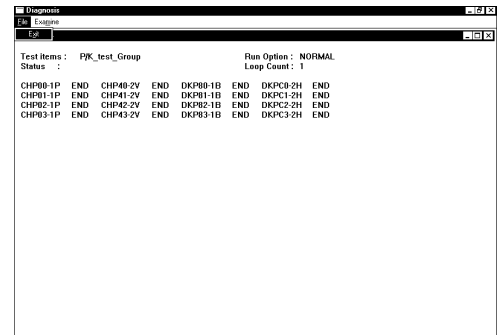 Diagnosis
File Examine
Exit
Test items : P/K_test_Group Run Option : NORMAL
Status : Loop Count : 1
CHP00-1P END CHP40-2V END DKP80-1B END DKPC0-2H END
CHP01-1P END CHP41-2V END DKP81-1B END DKPC1-2H END
CHP02-1P END CHP42-2V END DKP82-1B END DKPC2-2H END
CHP03-1P END CHP43-2V END DKP83-1B END DKPC3-2H END